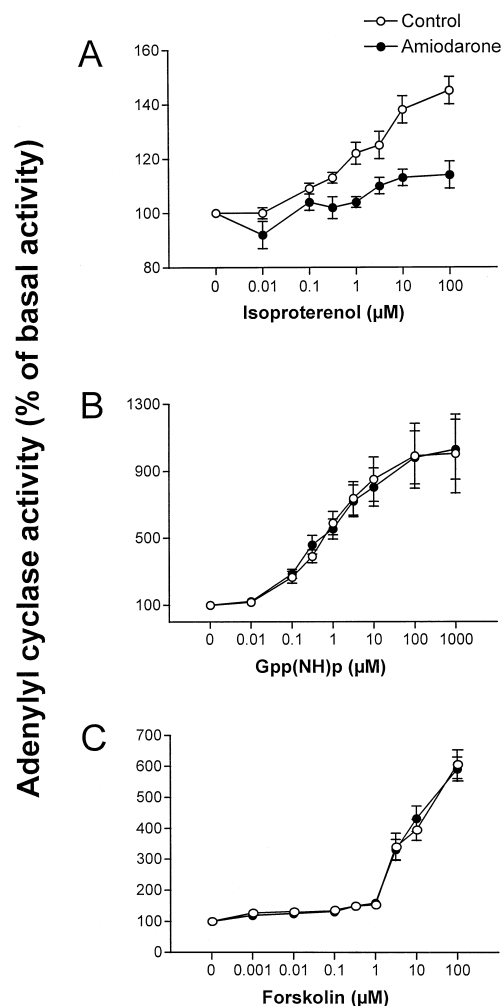 Control
Amiodarone
A
160
140
120
100
80
0 0.01 0.1 1 10 100
Isoproterenol (µM)
Adenylyl cyclase activity (% of basal activity)
B
1300
900
500
100
0 0.01 0.1 1 10 100 1000
Gpp(NH)p (µM)
C
700
600
500
400
300
200
100
0
0 0.001 0.01 0.1 1 10 100
Forskolin (µM)